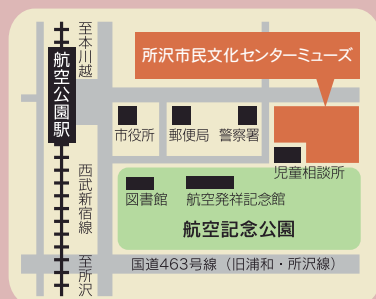 至本川越
所沢市民文化センターミューズ
航空公園駅
市役所
郵便局
警察署
児童相談所
西武新宿線
図書館
航空発祥記念館
航空記念公園
至所沢
国道463号線（旧浦和・所沢線）